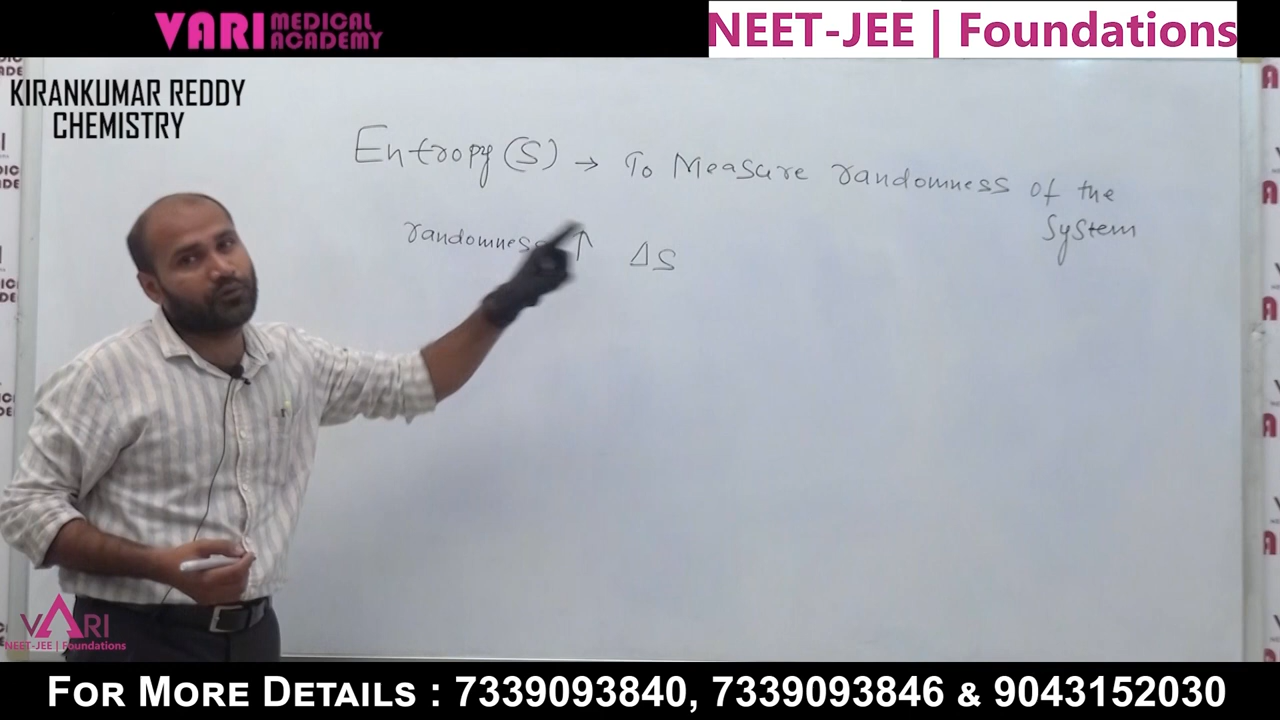 VARI MEDICAL ACADEMY
NEET-JEE | Foundations
KIRANKUMAR REDDY
CHEMISTRY
Entropy (S) → To Measure randomness of the
system
randomness ↑ ΔS
VARI
NEET-JEE | Foundations
FOR MORE DETAILS : 7339093840, 7339093846 & 9043152030